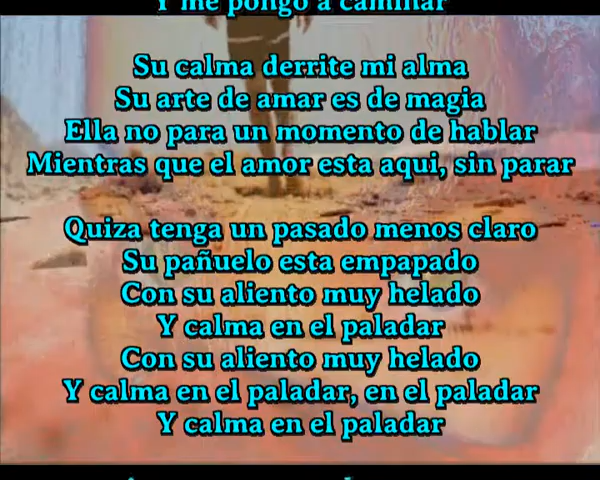 Y me pongo a caminar
Su calma derrite mi alma
Su arte de amar es de magia
Ella no para un momento de hablar
Mientras que el amor esta aqui, sin parar
Quiza tenga un pasado menos claro
Su pañuelo esta empapado
Con su aliento muy helado
Y calma en el paladar
Con su aliento muy helado
Y calma en el paladar, en el paladar
Y calma en el paladar